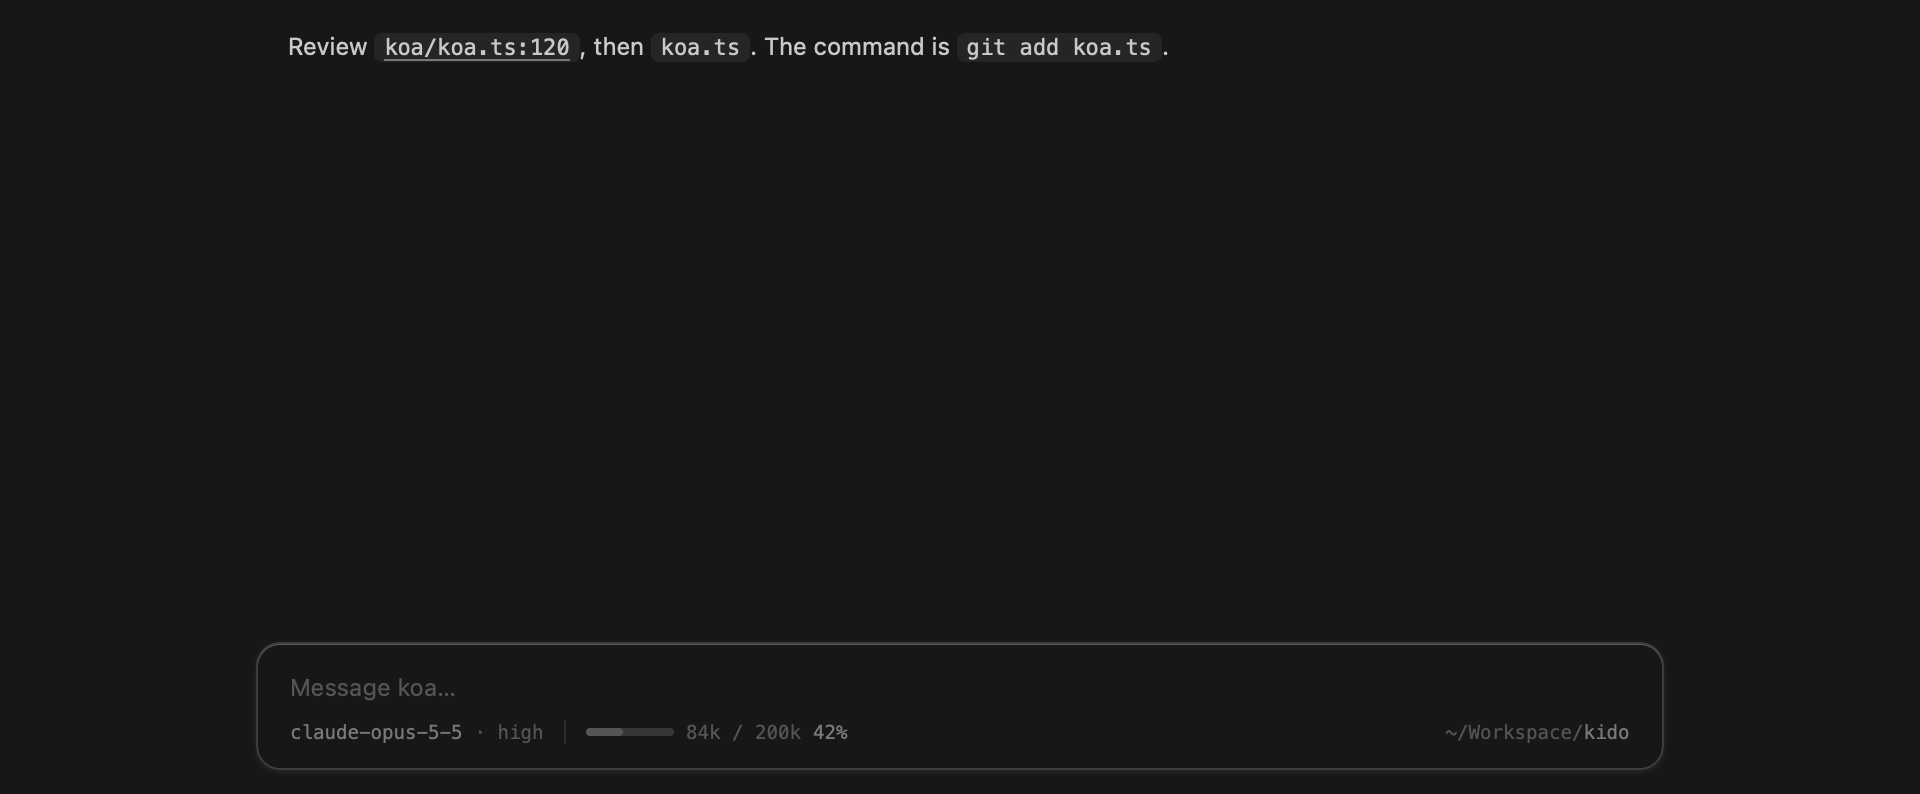 Review koa/koa.ts:120, then koa.ts. The command is git add koa.ts.
Message koa...
claude-opus-5-5 · high | 84k / 200k 42% ~/Workspace/kido